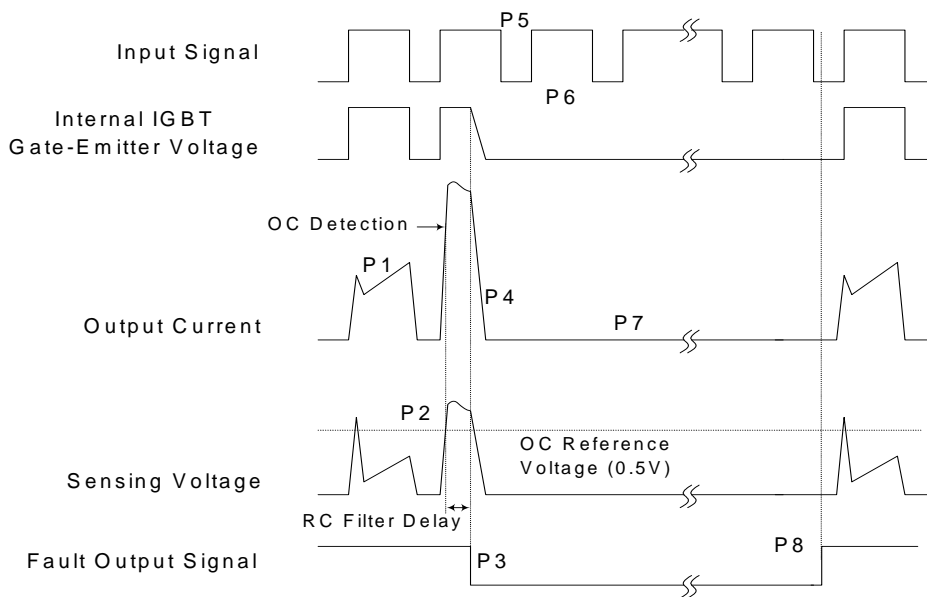 P5
Input Signal
P6
Internal IGBT
Gate-Emitter Voltage
OC Detection
P1
P4
P7
Output Current
P2
OC Reference
Voltage (0.5V)
Sensing Voltage
RC Filter Delay
P3
P8
Fault Output Signal